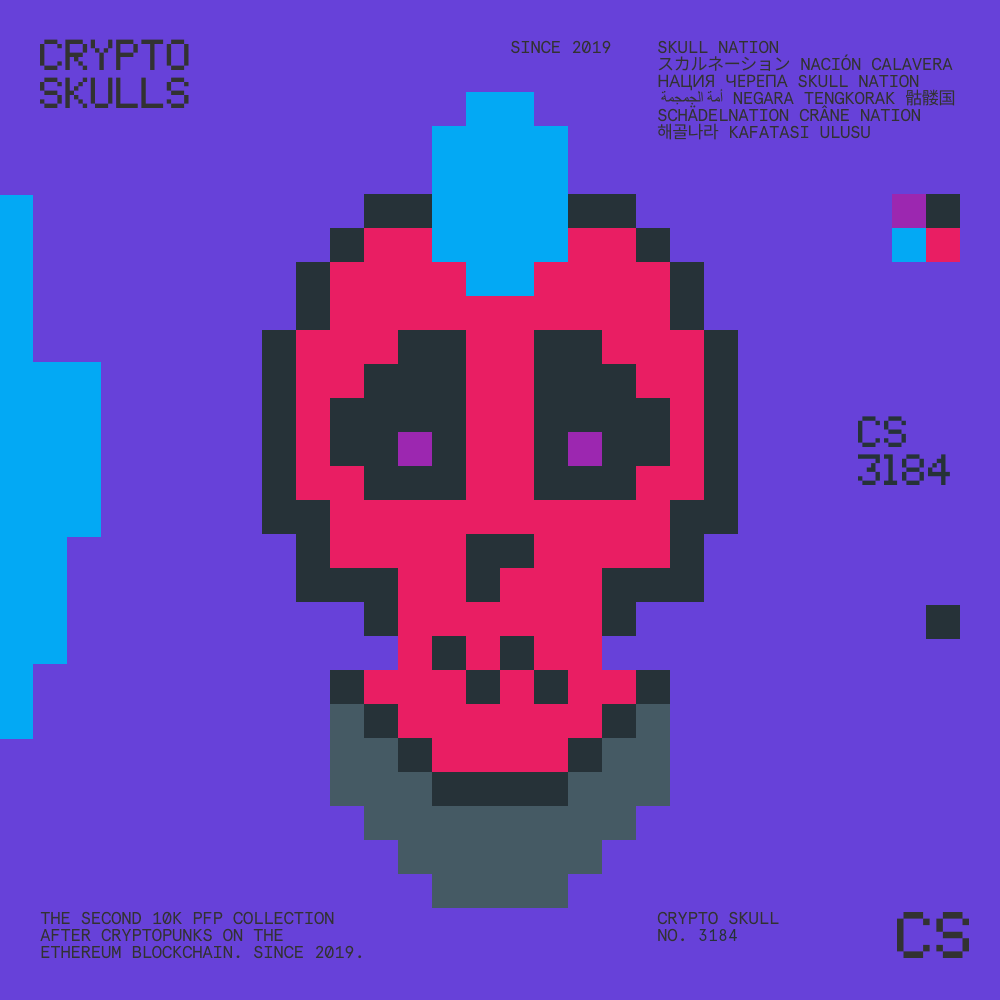 CRYPTO
SKULLS
SINCE 2019
SKULL NATION
スカルネーション NACIÓN CALAVERA
НАЦИЯ ЧЕРЕПА SKULL NATION
أمة الجمجمة NEGARA TENGKORAK 骷髅国
SCHÄDELNATION CRÂNE NATION
해골나라 KAFATASI ULUSU
CS
3184
THE SECOND 10K PFP COLLECTION
AFTER CRYPTOPUNKS ON THE
ETHEREUM BLOCKCHAIN. SINCE 2019.
CRYPTO SKULL
NO. 3184
CS